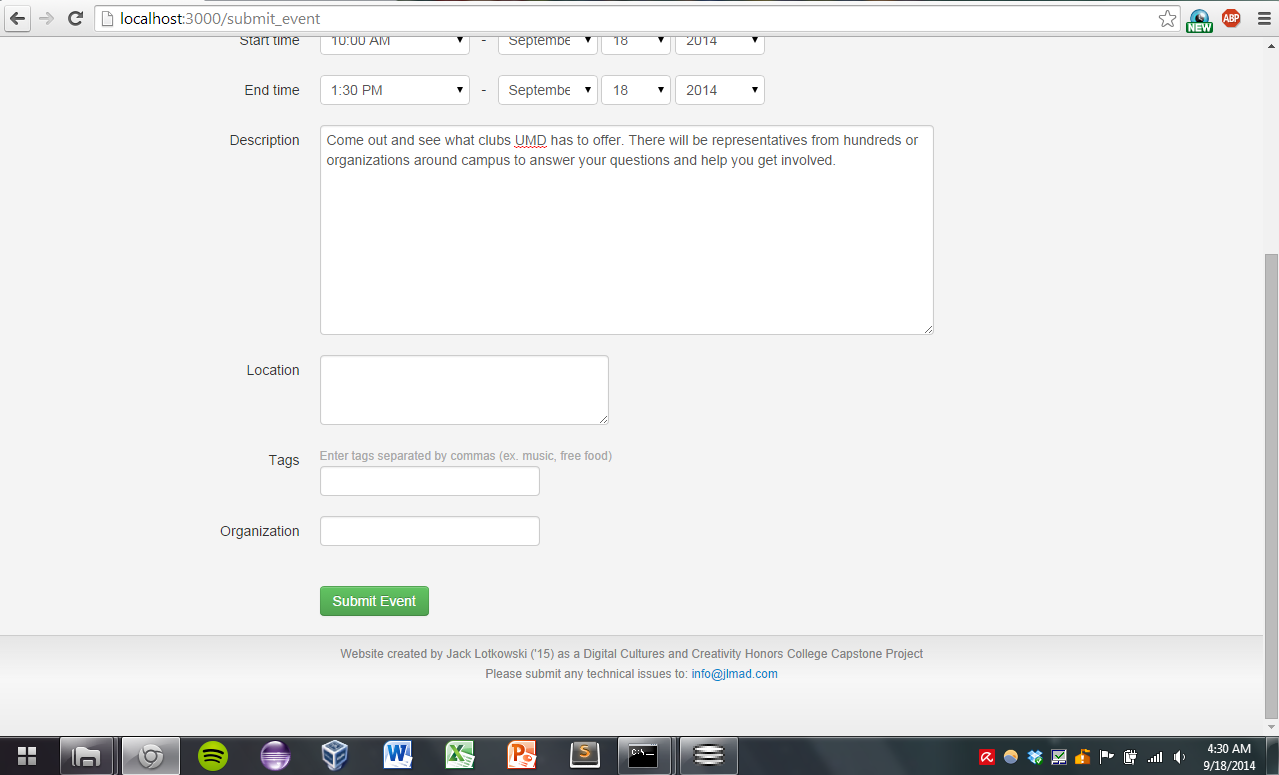 localhost:3000/submit_event
NEW
ABP
Start time 10:00 AM - Septembe 18 2014
End time 1:30 PM - Septembe 18 2014
Description
Come out and see what clubs UMD has to offer. There will be representatives from hundreds or
organizations around campus to answer your questions and help you get involved.
Location
Enter tags separated by commas (ex. music, free food)
Tags
Organization
Submit Event
Website created by Jack Lotkowski ('15) as a Digital Cultures and Creativity Honors College Capstone Project
Please submit any technical issues to: info@jlmad.com
4:30 AM
9/18/2014